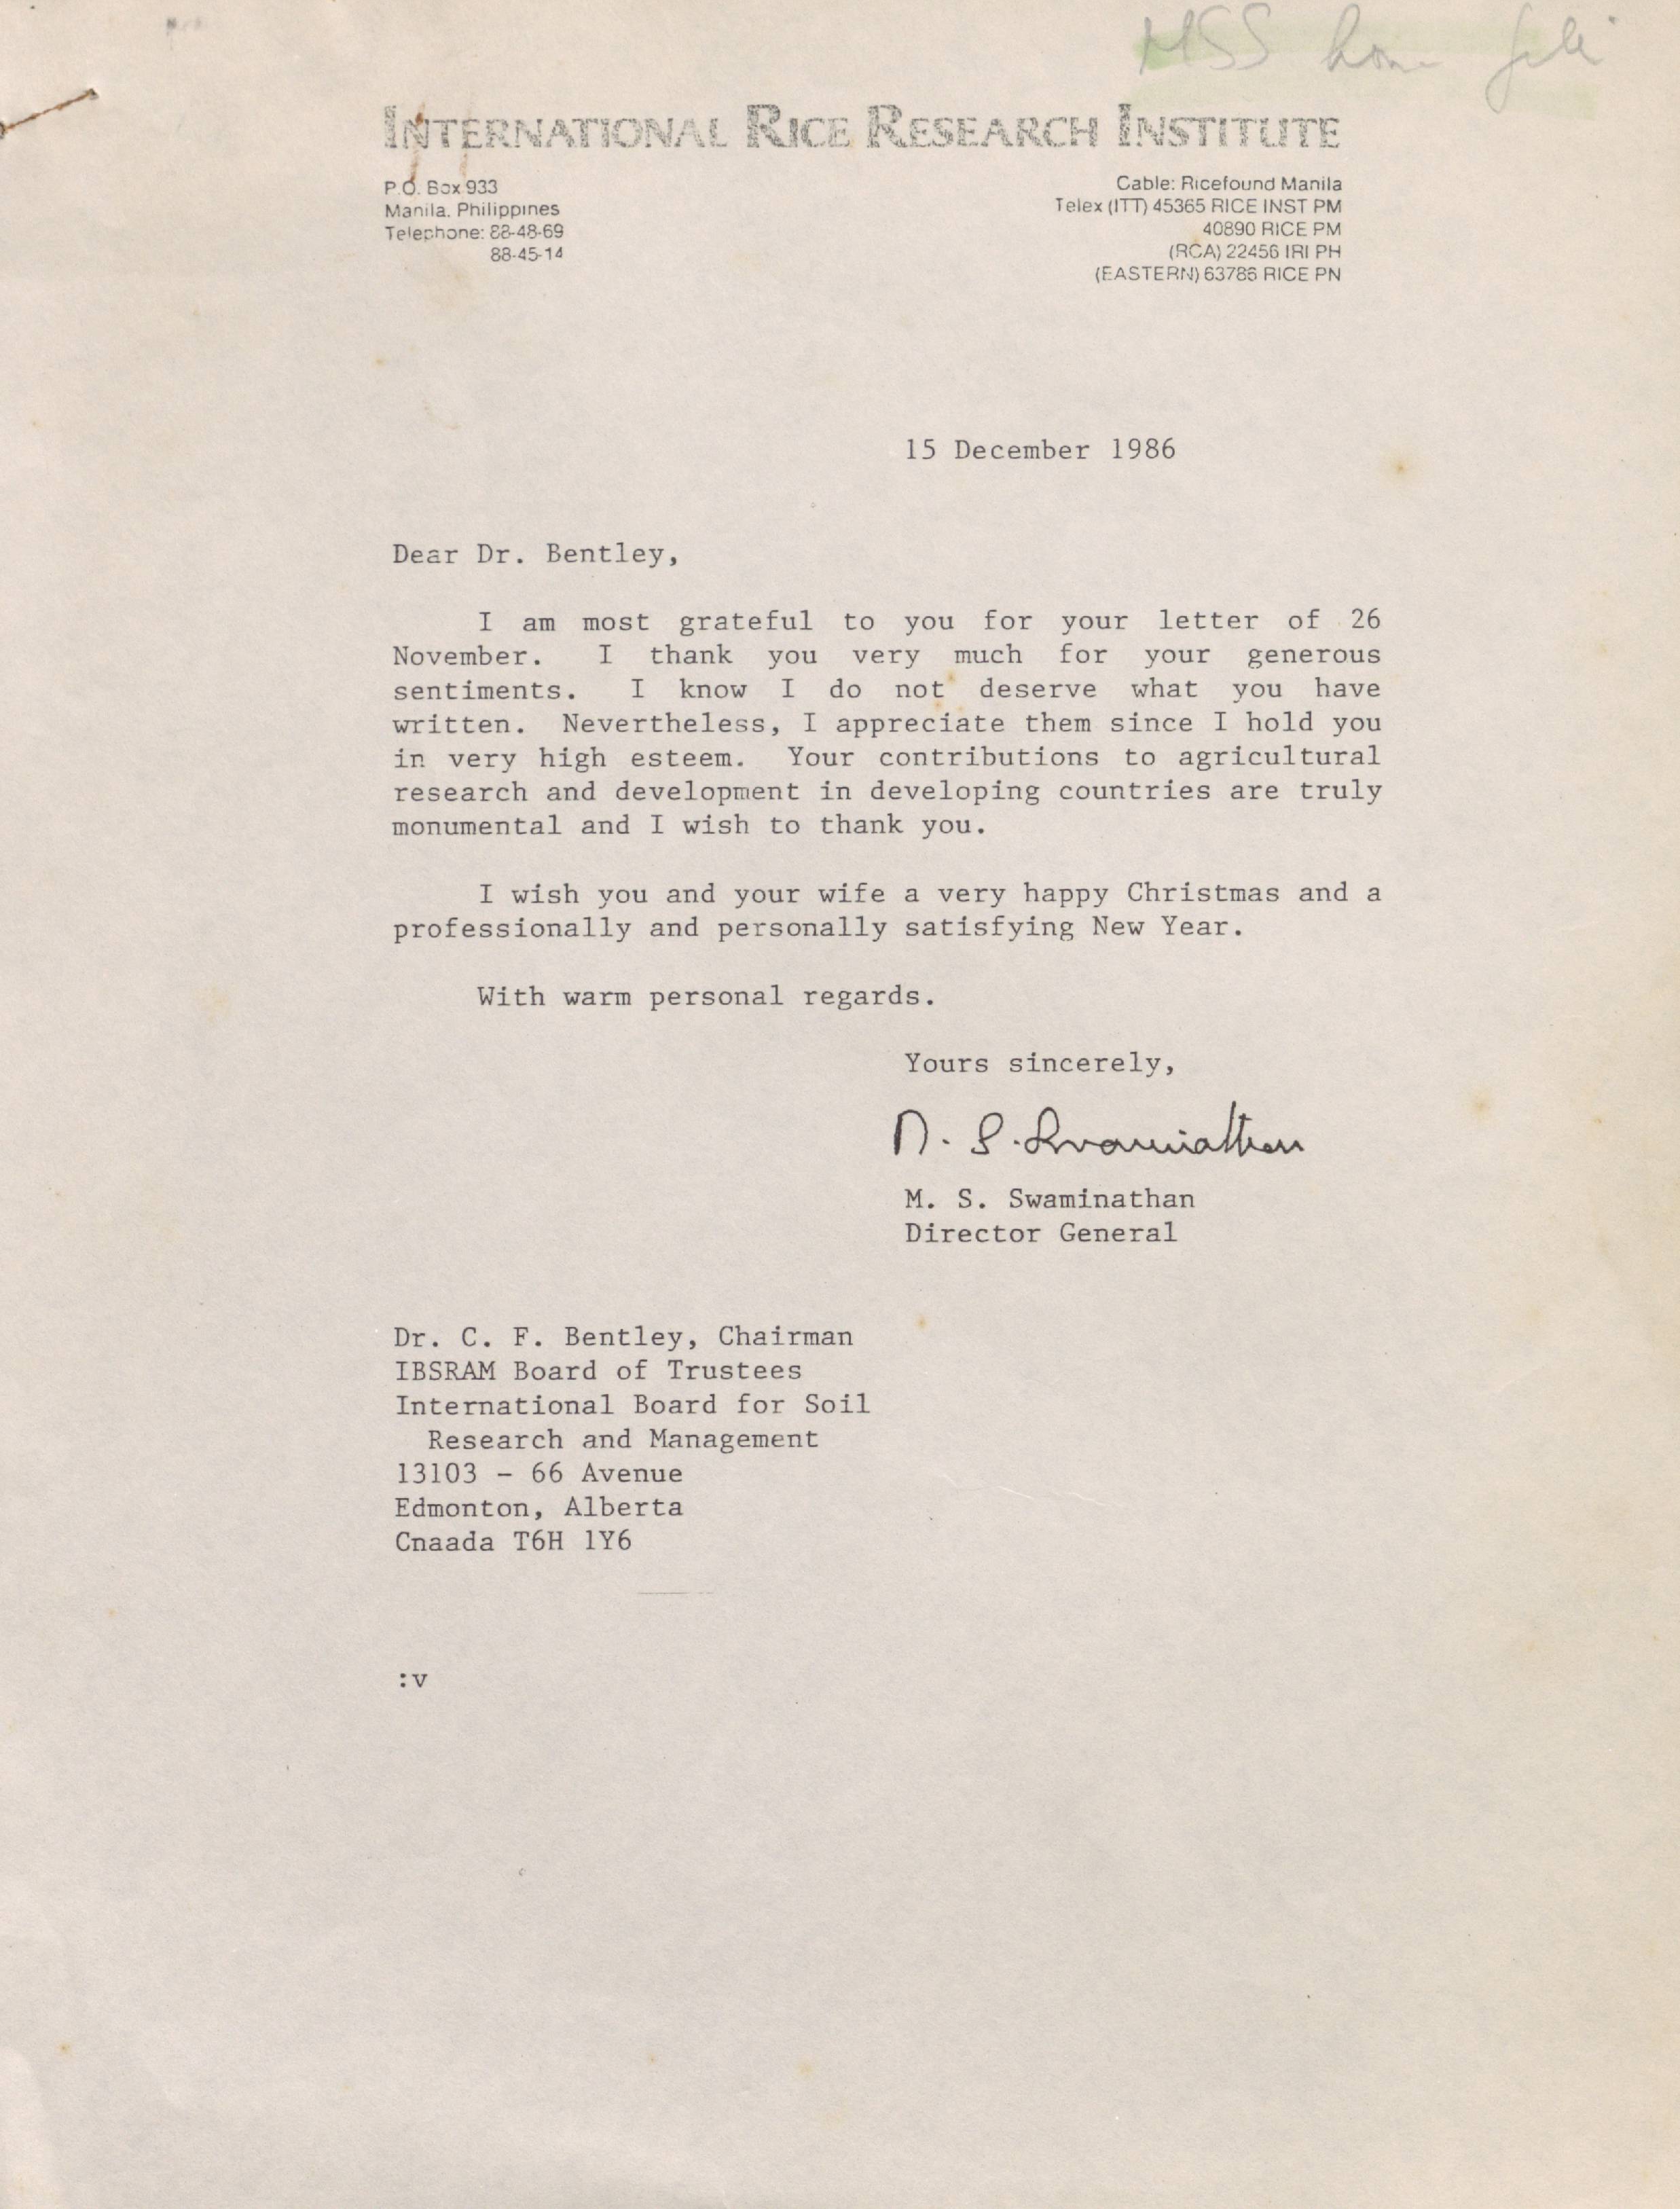 MSS home file
INTERNATIONAL RICE RESEARCH INSTITUTE
P.O. Box 933
Manila, Philippines
Telephone: 88-48-69
88-45-14
Cable: Ricefound Manila
Telex (ITT) 45365 RICE INST PM
40890 RICE PM
(RCA) 22456 IRI PH
(EASTERN) 63786 RICE PN
15 December 1986
Dear Dr. Bentley,
I am most grateful to you for your letter of 26
November. I thank you very much for your generous
sentiments. I know I do not deserve what you have
written. Nevertheless, I appreciate them since I hold you
in very high esteem. Your contributions to agricultural
research and development in developing countries are truly
monumental and I wish to thank you.
I wish you and your wife a very happy Christmas and a
professionally and personally satisfying New Year.
With warm personal regards.
Yours sincerely,
M. S. Swaminathan
M. S. Swaminathan
Director General
Dr. C. F. Bentley, Chairman
IBSRAM Board of Trustees
International Board for Soil
Research and Management
13103 - 66 Avenue
Edmonton, Alberta
Cnaada T6H 1Y6
:v